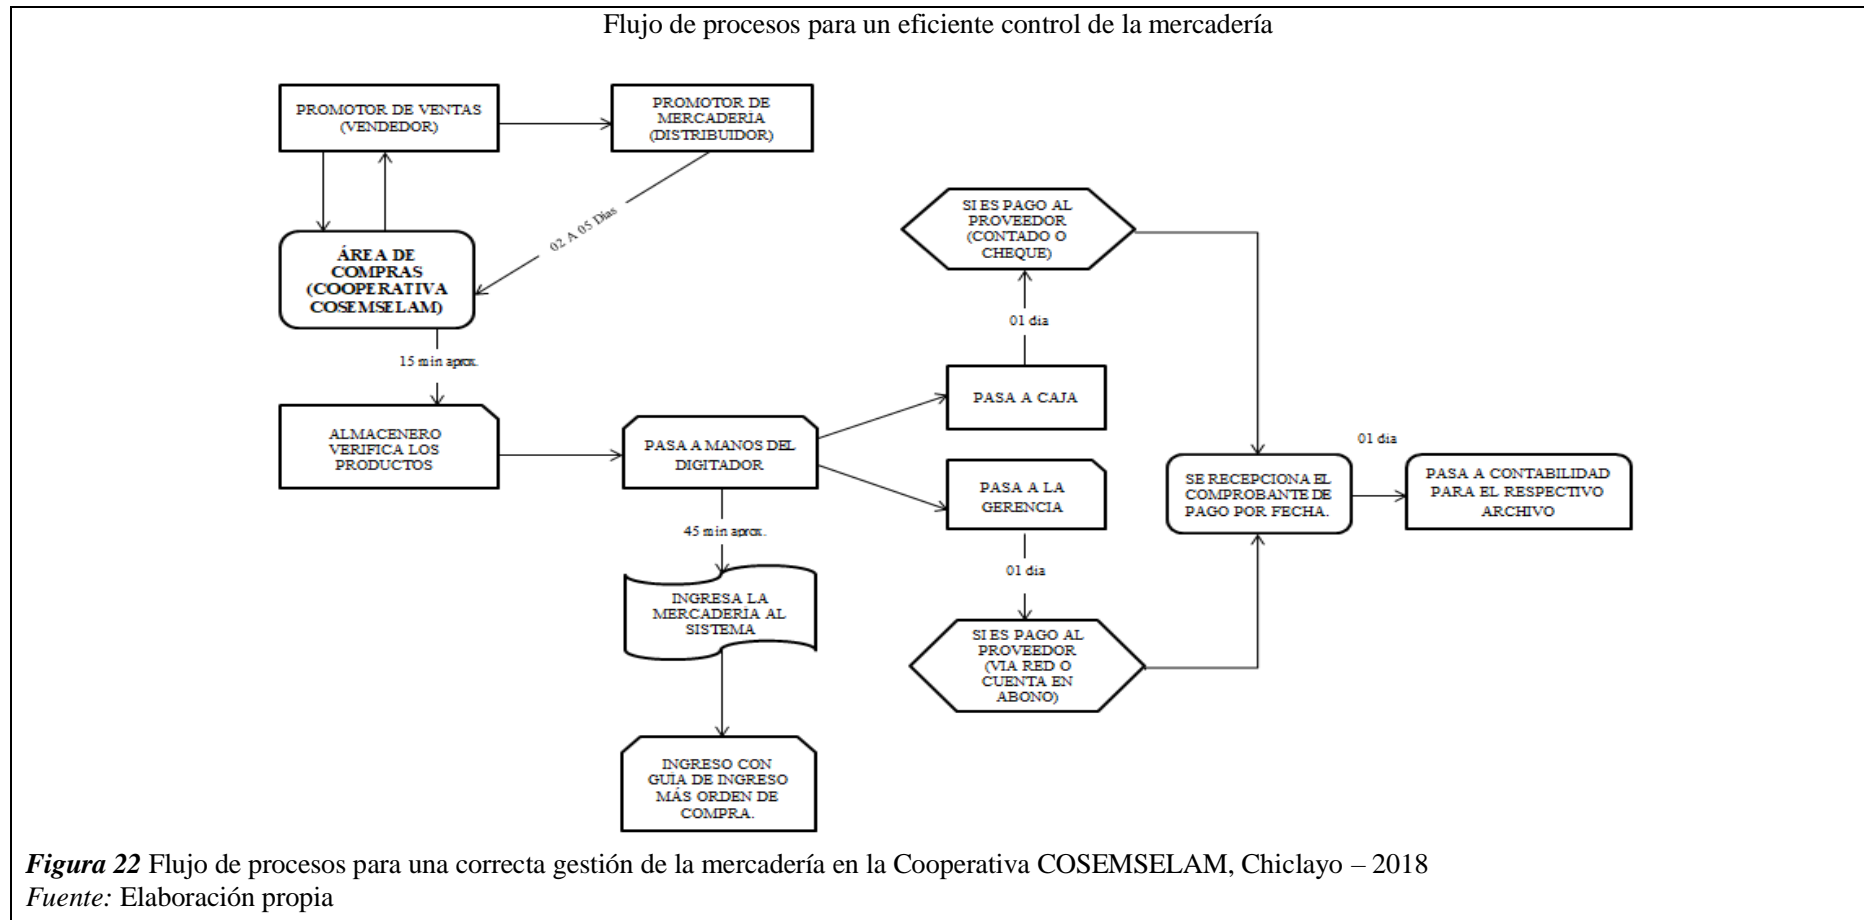 Flujo de procesos para un eficiente control de la mercadería
PROMOTOR DE VENTAS
(VENDEDOR)
PROMOTOR DE
MERCADERÍA
(DISTRIBUIDOR)
02 A 05 Días
ÁREA DE
COMPRAS
(COOPERATIVA
COSEMSELAM)
15 min aprox.
ALMACENERO
VERIFICA LOS
PRODUCTOS
PASA A MANOS DEL
DIGITADOR
45 min aprox.
INGRESA LA
MERCADERIA AL
SISTEMA
INGRESO CON
GUÍA DE INGRESO
MÁS ORDEN DE
COMPRA.
SI ES PAGO AL
PROVEEDOR
(CONTADO O
CHEQUE)
01 dia
PASA A CAJA
PASA A LA
GERENCIA
01 dia
SI ES PAGO AL
PROVEEDOR
(VIA RED O
CUENTA EN
ABONO)
SE RECEPCIONA EL
COMPROBANTE DE
PAGO POR FECHA.
01 dia
PASA A CONTABILIDAD
PARA EL RESPECTIVO
ARCHIVO
Figura 22 Flujo de procesos para una correcta gestión de la mercadería en la Cooperativa COSEMSELAM, Chiclayo – 2018
Fuente: Elaboración propia